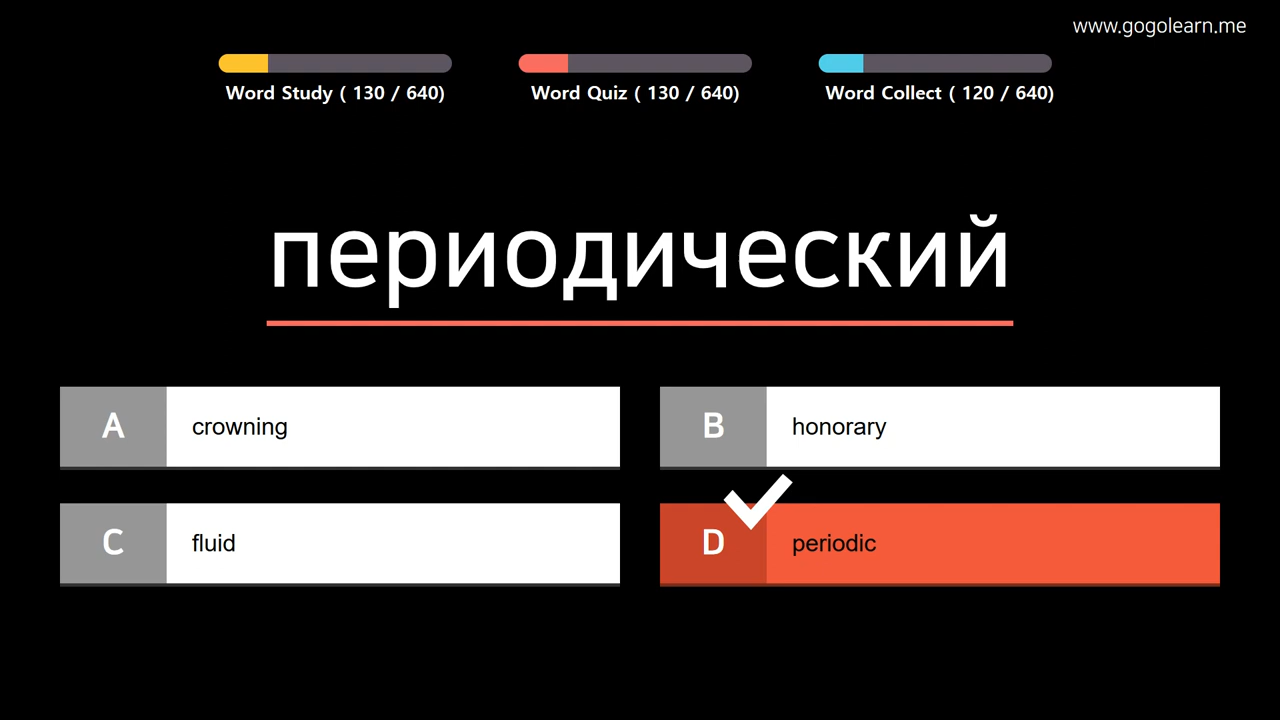 www.gogolearn.me
Word Study ( 130 / 640)
Word Quiz ( 130 / 640)
Word Collect ( 120 / 640)
периодический
A crowning
B honorary
C fluid
D periodic